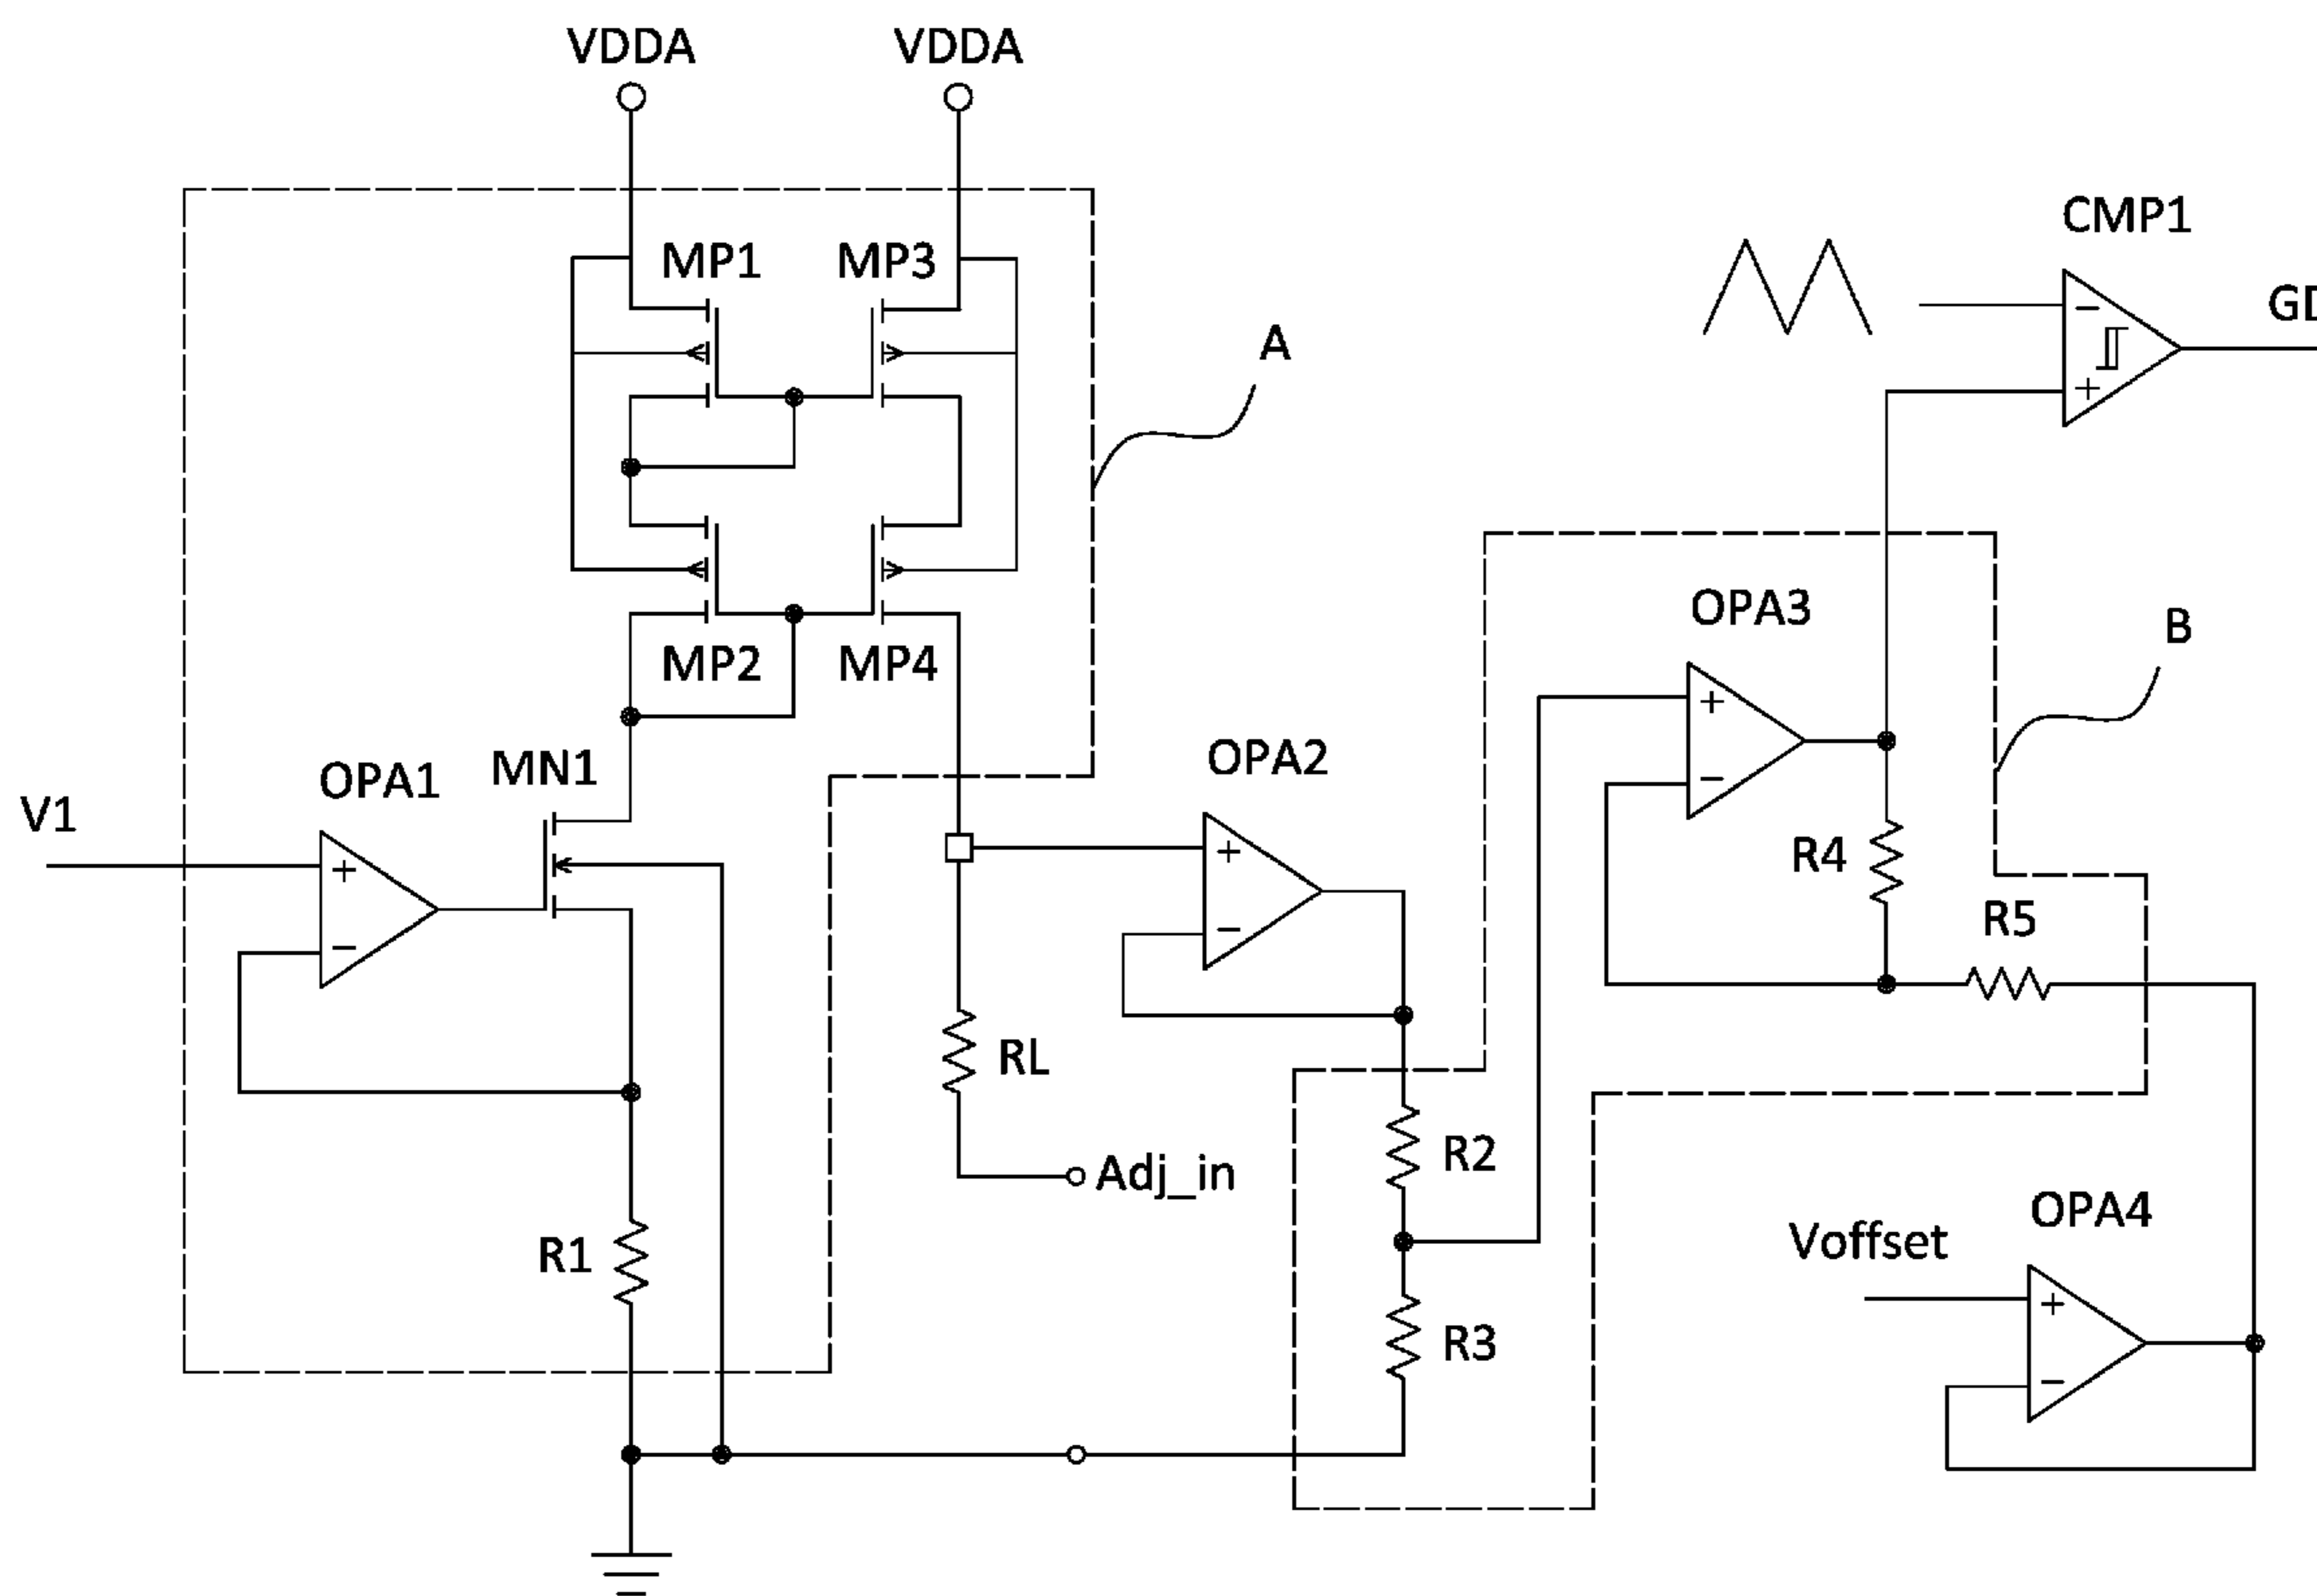 VDDA VDDA
MP1 MP3
CMP1
A
GD
MP2 MP4
OPA3
B
OPA1 MN1
OPA2
V1
R4
R5
RL
R2
Adj_in
OPA4
Voffset
R1
R3